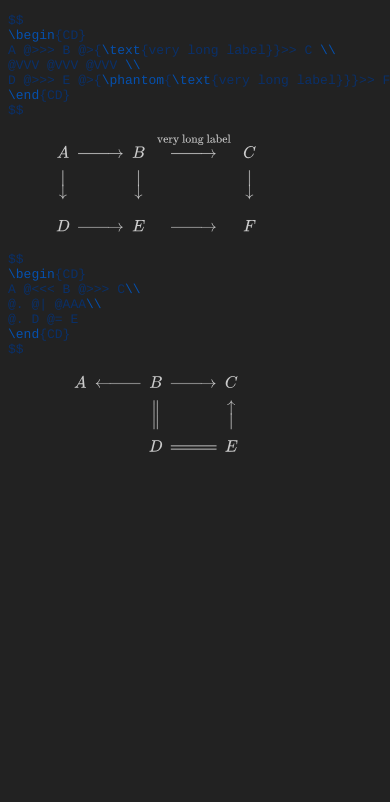 $$
\begin{CD}
A @>>> B @>{\text{very long label}}>> C \\
@VVV @VVV @VVV \\
D @>>> E @>{\phantom{\text{very long label}}}>> F
\end{CD}
$$
very long label
A B C
D E F
$$
\begin{CD}
A @<<< B @>>> C\\
@. @| @AAA\\
@. D @= E
\end{CD}
$$
A B C
D E